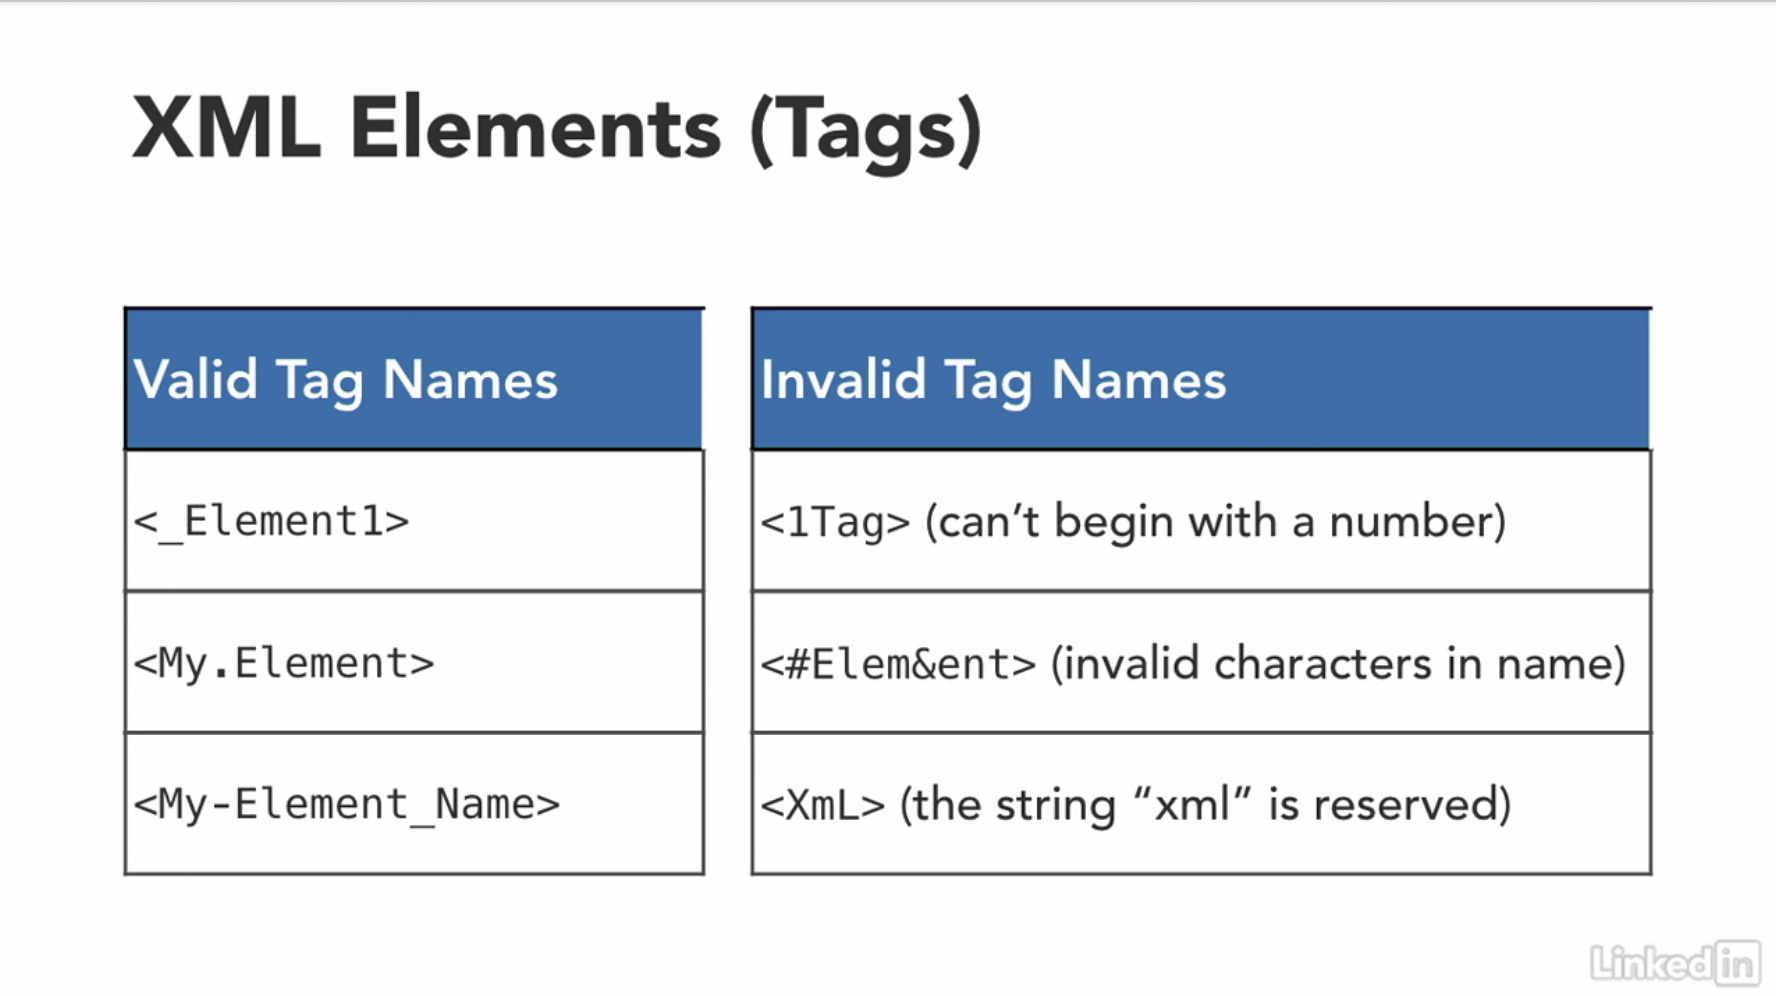 XML Elements (Tags)
Valid Tag Names
<_Element1>
<My.Element>
<My-Element_Name>
Invalid Tag Names
<1Tag> (can’t begin with a number)
<#Elem&ent> (invalid characters in name)
<XmL> (the string “xml” is reserved)
LinkedIn